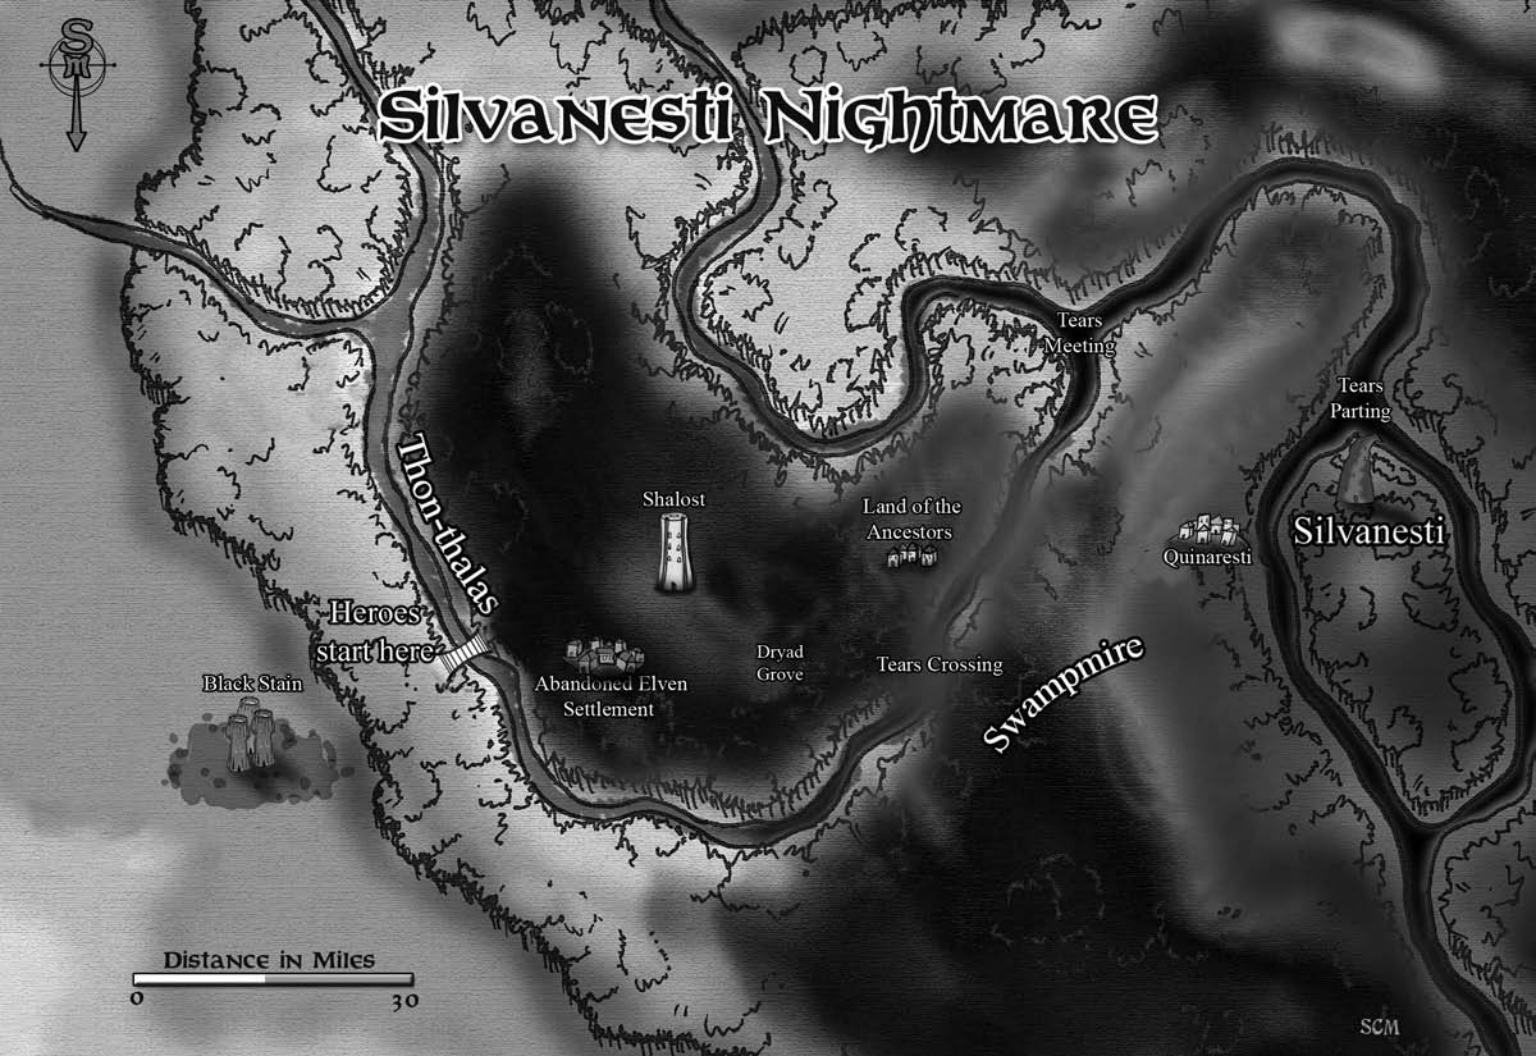 S
Silvanesti Nightmare
Tears
Meeting
Tears
Parting
Thon-thalas
Shalost
Land of the
Ancestors
Silvanesti
Quinaresti
Heroes
start here
Dryad
Grove
Tears Crossing
Swampmire
Black Stain
Abandoned Elven
Settlement
Distance in Miles
0 30
SCM